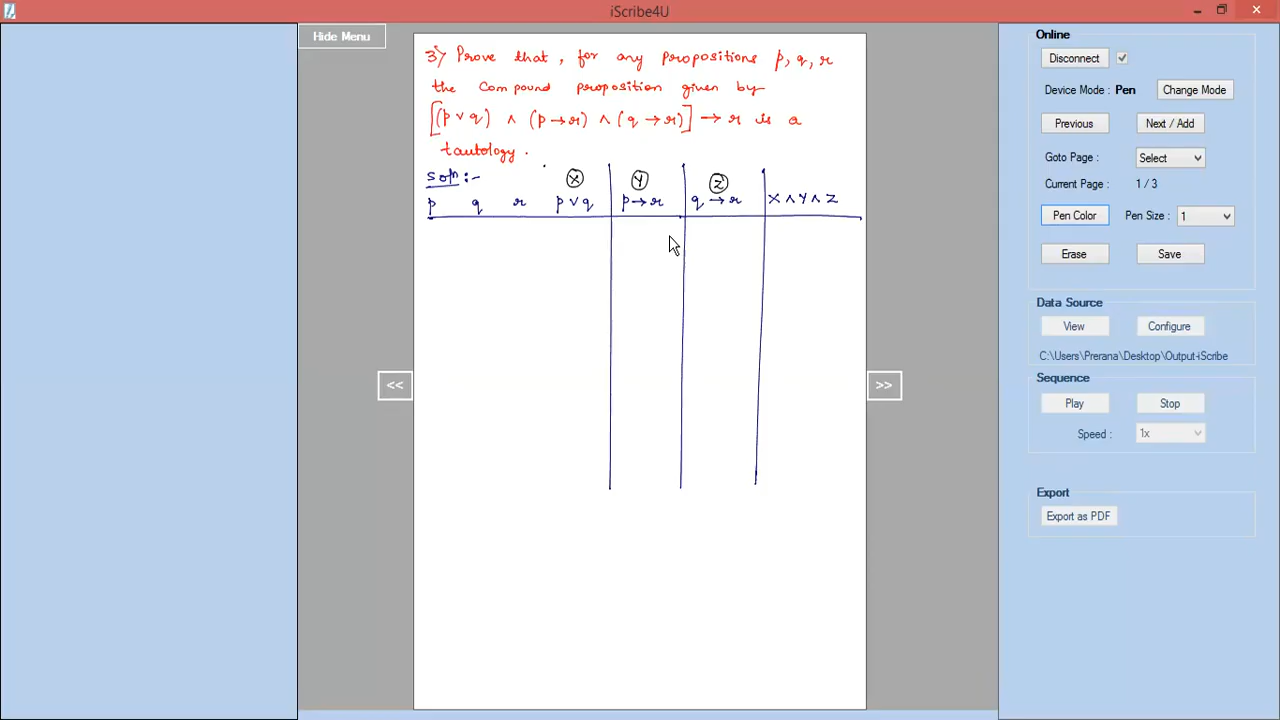 iScribe4U
Hide Menu
3) Prove that, for any propositions p, q, r
the compound proposition given by
[(p ∨ q) ∧ (p → r) ∧ (q → r)] → r is a
tautology.
Soln :-
X Y Z
p q r p ∨ q p → r q → r X ∧ Y ∧ Z
<<
>>
Online
Disconnect
Device Mode : Pen Change Mode
Previous Next / Add
Goto Page : Select
Current Page : 1 / 3
Pen Color Pen Size : 1
Erase Save
Data Source
View Configure
C:\Users\Prerana\Desktop\Output-iScribe
Sequence
Play Stop
Speed : 1x
Export
Export as PDF